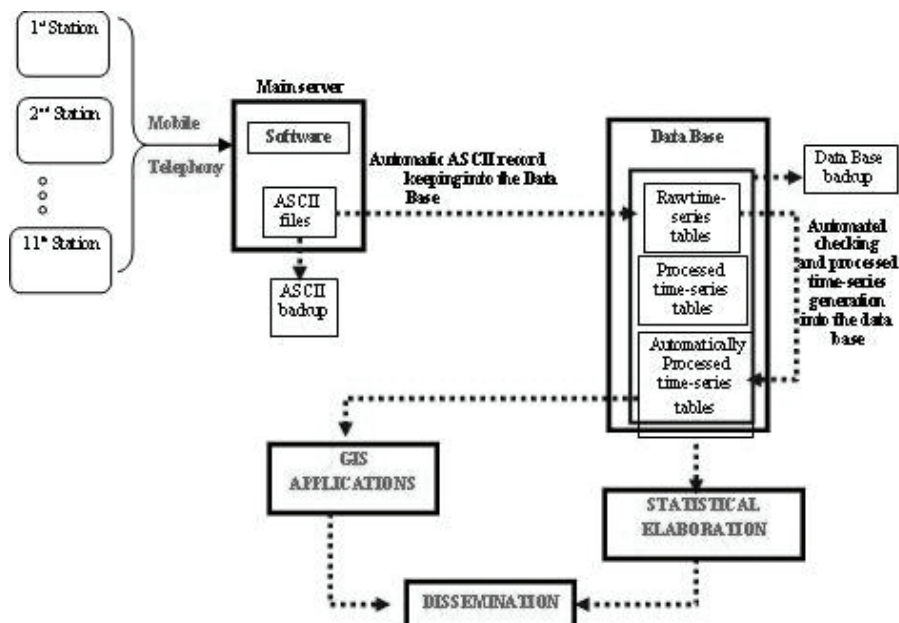 1st Station
2nd Station
11th Station
Mobile
Telephony
Main server
Software
ASCII
files
ASCII
backup
Automatic ASCII record
keeping into the Data
Base
Data Base
Raw time-
series
tables
Processed
time-series
tables
Automatically
Processed
time-series
tables
Data Base
backup
Automated
checking
and processed
time-series
generation
into the data
base
GIS
APPLICATIONS
STATISTICAL
ELABORATION
DISSEMINATION